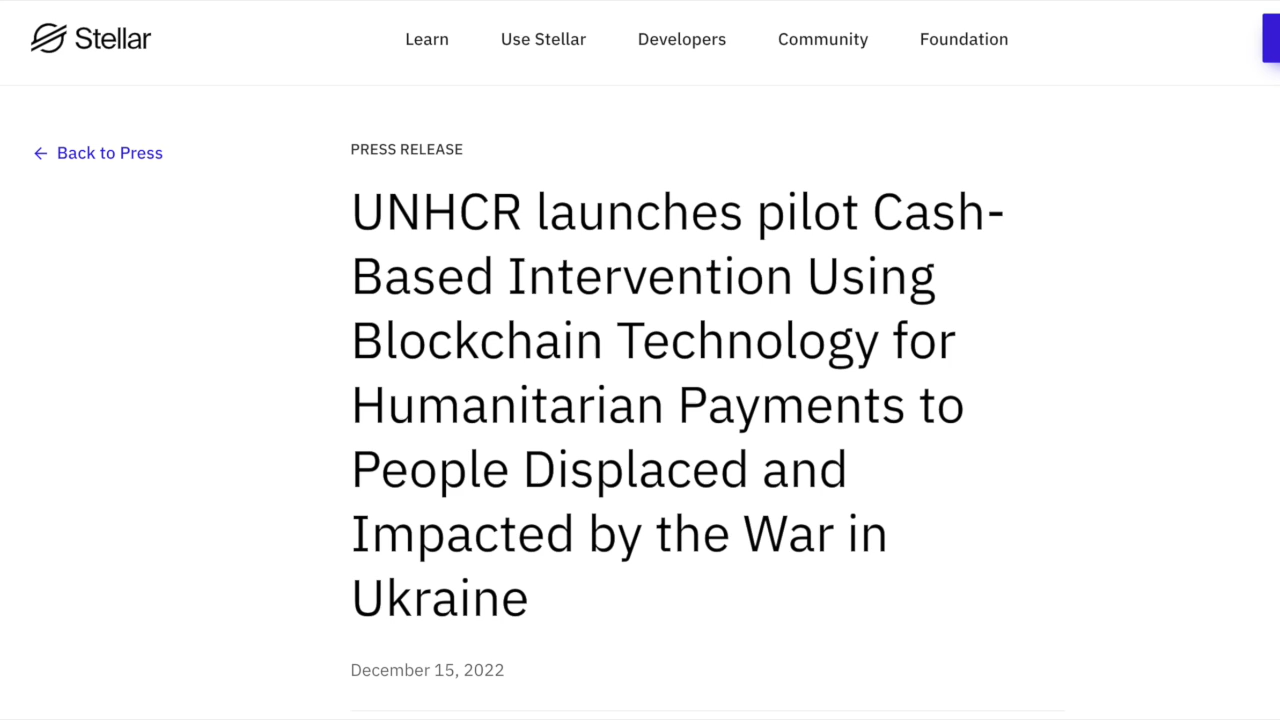 Stellar
Learn
Use Stellar
Developers
Community
Foundation
← Back to Press
PRESS RELEASE
UNHCR launches pilot Cash-
Based Intervention Using
Blockchain Technology for
Humanitarian Payments to
People Displaced and
Impacted by the War in
Ukraine
December 15, 2022